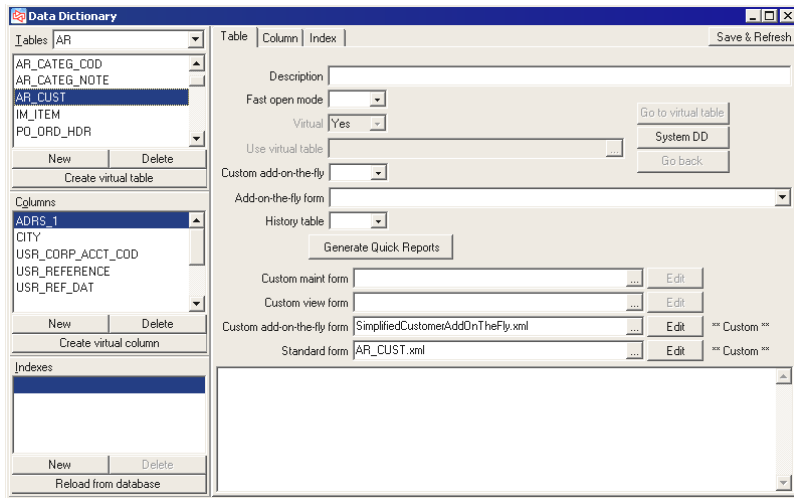 Data Dictionary
Tables AR
AR_CATEG_COD
AR_CATEG_NOTE
AR_CUST
IM_ITEM
PO_ORD_HDR
New Delete
Create virtual table
Columns
ADRS_1
CITY
USR_CORP_ACCT_COD
USR_REFERENCE
USR_REF_DAT
New Delete
Create virtual column
Indexes
New Delete
Reload from database
Table Column Index Save & Refresh
Description
Fast open mode
Virtual Yes
Go to virtual table
Use virtual table ...
System DD
Go back
Custom add-on-the-fly
Add-on-the-fly form
History table
Generate Quick Reports
Custom maint form ... Edit
Custom view form ... Edit
Custom add-on-the-fly form SimplifiedCustomerAddOnTheFly.xml ... Edit ** Custom **
Standard form AR_CUST.xml ... Edit ** Custom **